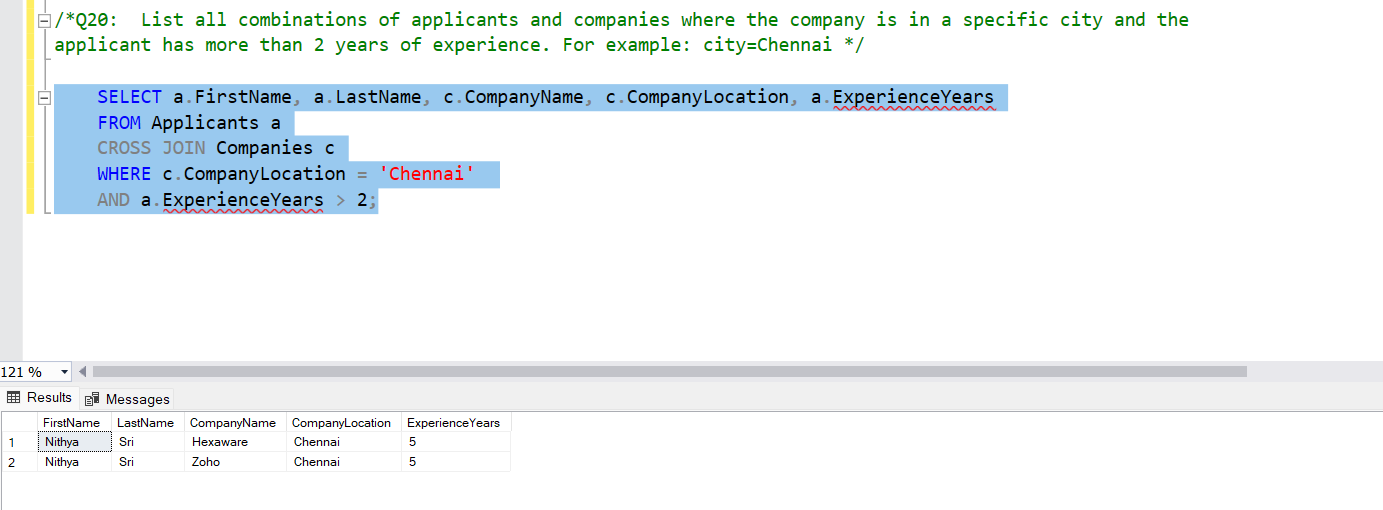 /*Q20:  List all combinations of applicants and companies where the company is in a specific city and the
applicant has more than 2 years of experience. For example: city=Chennai */
SELECT a.FirstName, a.LastName, c.CompanyName, c.CompanyLocation, a.ExperienceYears
FROM Applicants a
CROSS JOIN Companies c
WHERE c.CompanyLocation = 'Chennai'
AND a.ExperienceYears > 2;
121 %
Results Messages
FirstName LastName CompanyName CompanyLocation ExperienceYears
1 Nithya Sri Hexaware Chennai 5
2 Nithya Sri Zoho Chennai 5